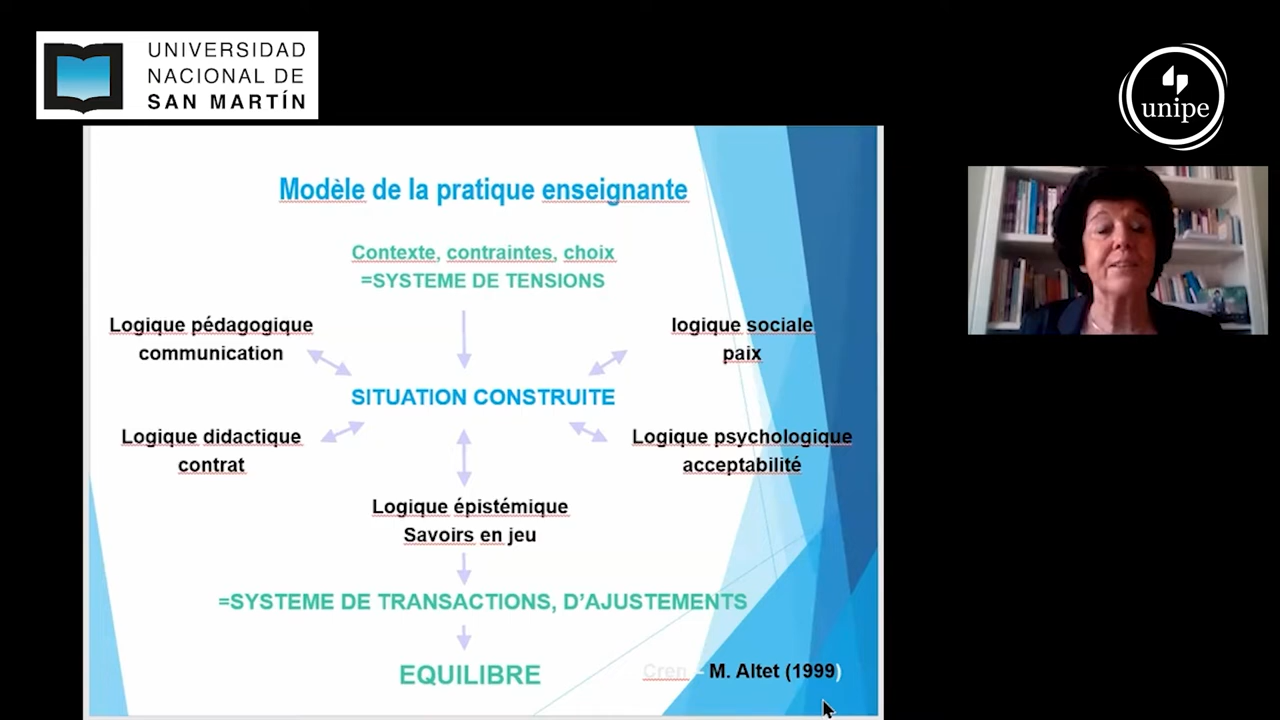 UNIVERSIDAD
NACIONAL DE
SAN MARTÍN
unipe
Modèle de la pratique enseignante
Contexte, contraintes, choix
=SYSTEME DE TENSIONS
Logique pédagogique
communication
logique sociale
paix
SITUATION CONSTRUITE
Logique didactique
contrat
Logique psychologique
acceptabilité
Logique épistémique
Savoirs en jeu
=SYSTEME DE TRANSACTIONS, D'AJUSTEMENTS
EQUILIBRE
Cren - M. Altet (1999)